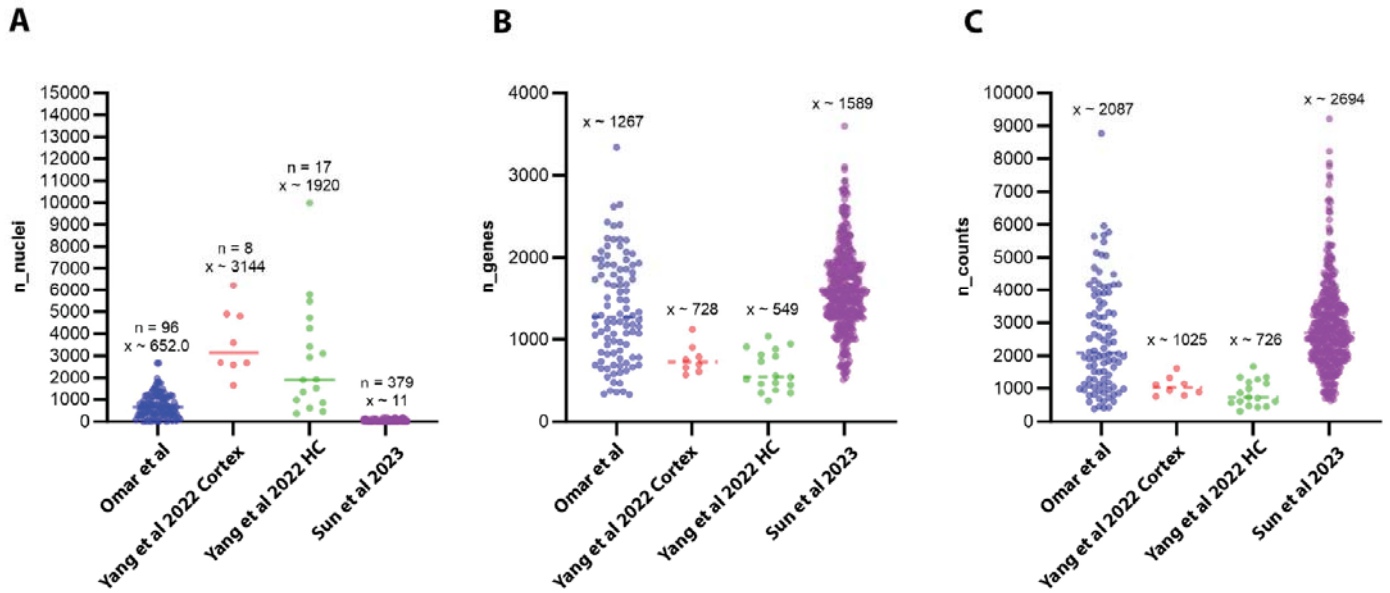 A
n_nuclei
15000
14000
13000
12000
11000
10000
9000
8000
7000
6000
5000
4000
3000
2000
1000
0
n = 96
x ~ 652.0
n = 8
x ~ 3144
n = 17
x ~ 1920
n = 379
x ~ 11
Omar et al
Yang et al 2022 Cortex
Yang et al 2022 HC
Sun et al 2023
B
n_genes
4000
3000
2000
1000
0
x ~ 1267
x ~ 728
x ~ 549
x ~ 1589
Omar et al
Yang et al 2022 Cortex
Yang et al 2022 HC
Sun et al 2023
C
n_counts
10000
9000
8000
7000
6000
5000
4000
3000
2000
1000
0
x ~ 2087
x ~ 1025
x ~ 726
x ~ 2694
Omar et al
Yang et al 2022 Cortex
Yang et al 2022 HC
Sun et al 2023